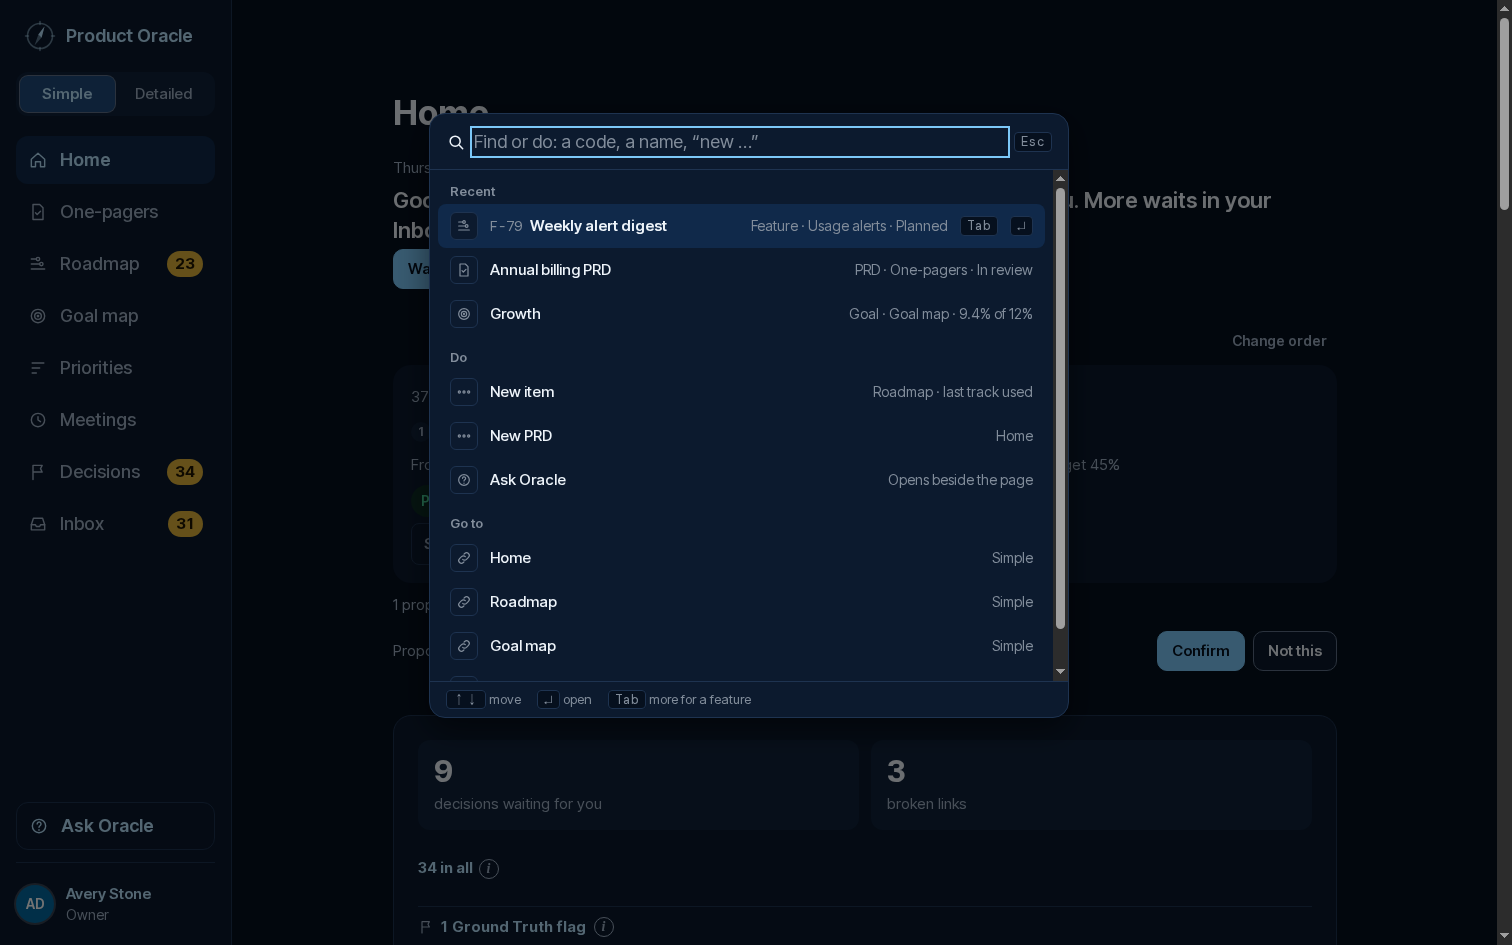 Product Oracle
Simple Detailed
Home
One-pagers
Roadmap 23
Goal map
Priorities
Meetings
Decisions 34
Inbox 31
Ask Oracle
AD Avery Stone
Owner
Home
Find or do: a code, a name, “new …” Esc
Recent
F-79 Weekly alert digest Feature · Usage alerts · Planned Tab ↵
Annual billing PRD PRD · One-pagers · In review
Growth Goal · Goal map · 9.4% of 12%
Do
New item Roadmap · last track used
New PRD Home
Ask Oracle Opens beside the page
Go to
Home Simple
Roadmap Simple
Goal map Simple
↑ ↓ move ↵ open Tab more for a feature
More waits in your
Change order
37
1
45%
1
Confirm Not this
9
decisions waiting for you
3
broken links
34 in all i
1 Ground Truth flag i